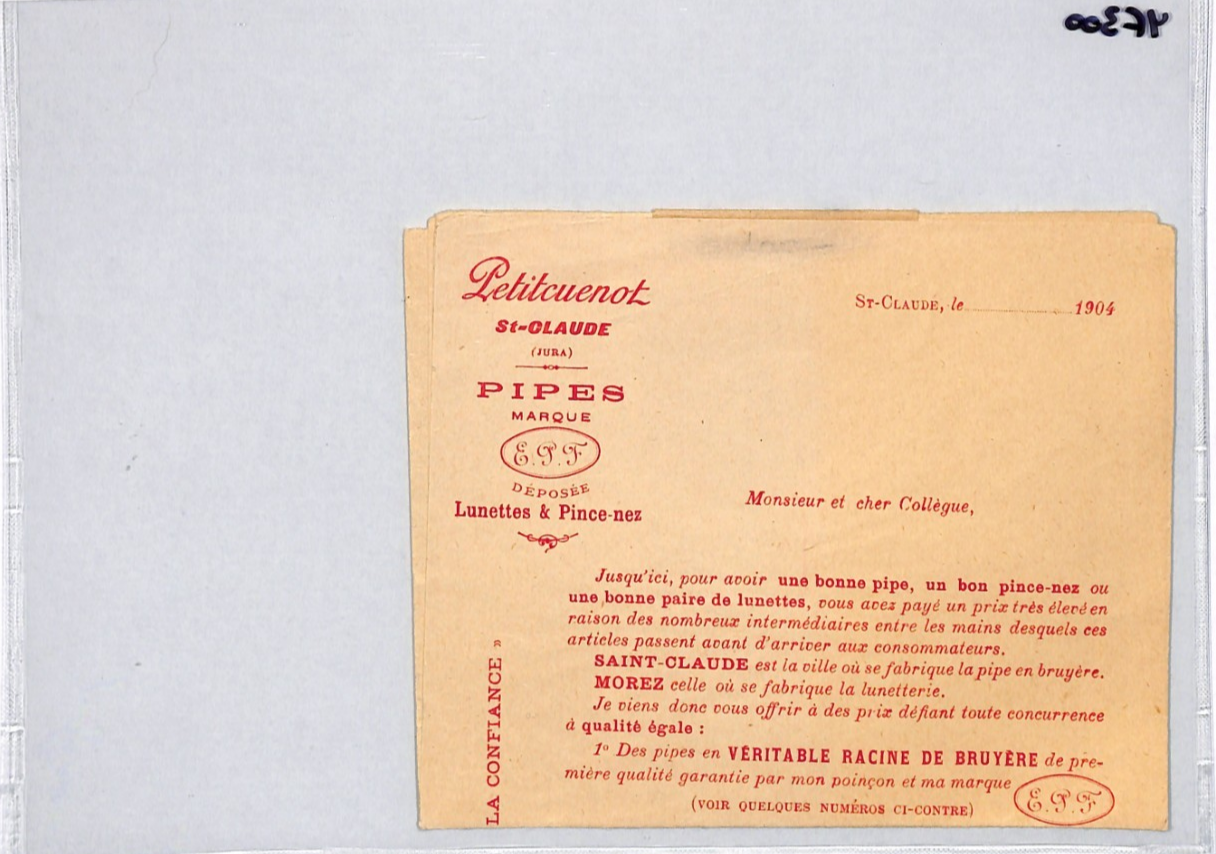 4F300
Petitcuenot
St-CLAUDE
(JURA)
PIPES
MARQUE
E.P.F
DÉPOSÉE
Lunettes & Pince-nez
LA CONFIANCE »
St-Claude, le 1904
Monsieur et cher Collègue,
Jusqu'ici, pour avoir une bonne pipe, un bon pince-nez ou
une bonne paire de lunettes, vous avez payé un prix très élevé en
raison des nombreux intermédiaires entre les mains desquels ces
articles passent avant d'arriver aux consommateurs.
SAINT-CLAUDE est la ville où se fabrique la pipe en bruyère.
MOREZ celle où se fabrique la lunetterie.
Je viens donc vous offrir à des prix défiant toute concurrence
à qualité égale :
1º Des pipes en VÉRITABLE RACINE DE BRUYÈRE de pre-
mière qualité garantie par mon poinçon et ma marque E.P.F
(VOIR QUELQUES NUMÉROS CI-CONTRE)